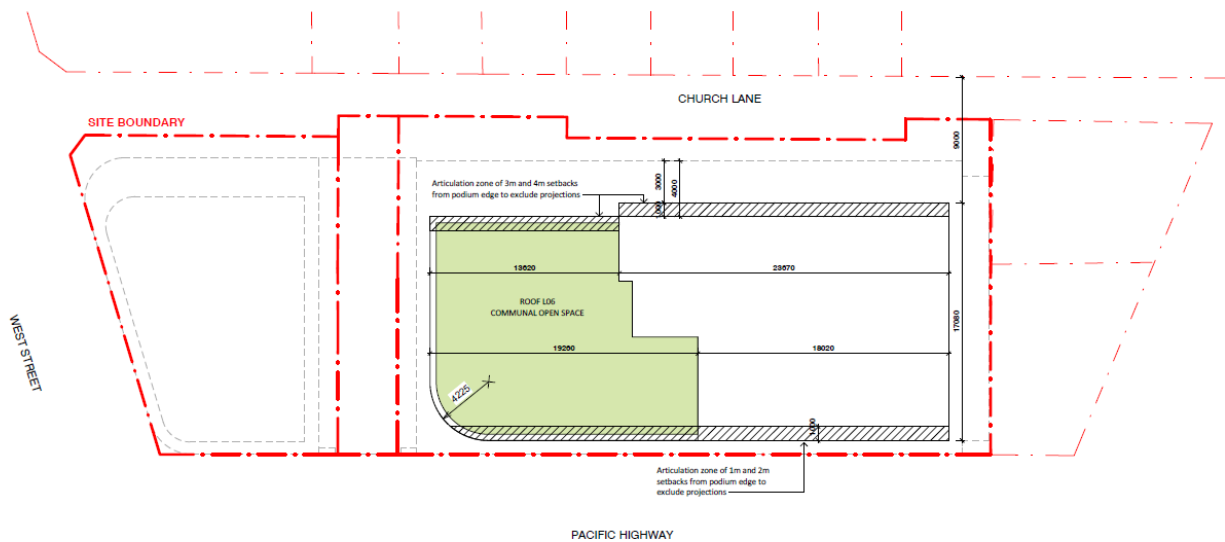 CHURCH LANE
SITE BOUNDARY
9000
Articulation zone of 3m and 4m setbacks
from podium edge to exclude projections
3000
4000
1000
13620
23670
ROOF L06
COMMUNAL OPEN SPACE
17080
WEST STREET
19260
18020
4225
1000
Articulation zone of 1m and 2m
setbacks from podium edge to
exclude projections
PACIFIC HIGHWAY